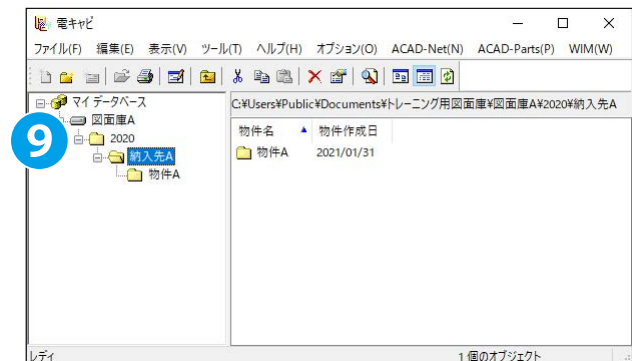 電キャビ
ファイル(F) 編集(E) 表示(V) ツール(T) ヘルプ(H) オプション(O) ACAD-Net(N) ACAD-Parts(P) WIM(W)
マイ データベース
図面庫A
2020
納入先A
物件A
9
C:¥Users¥Public¥Documents¥トレーニング用図面庫¥図面庫A¥2020¥納入先A
物件名 物件作成日
物件A 2021/01/31
レディ
1 個のオブジェクト